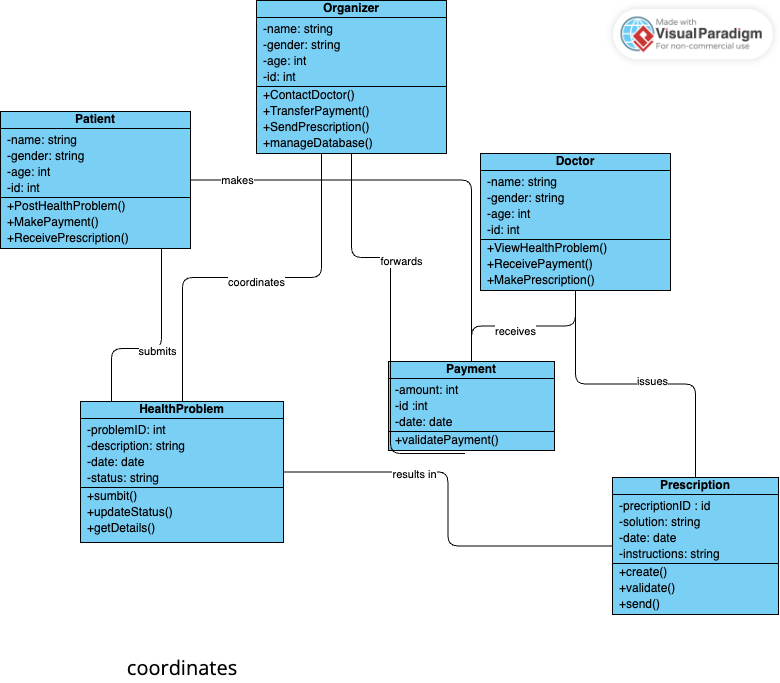 Organizer
-name: string
-gender: string
-age: int
-id: int
+ContactDoctor()
+TransferPayment()
+SendPrescription()
+manageDatabase()
Made with
VisualParadigm
For non-commercial use
Patient
-name: string
-gender: string
-age: int
-id: int
+PostHealthProblem()
+MakePayment()
+ReceivePrescription()
makes
Doctor
-name: string
-gender: string
-age: int
-id: int
+ViewHealthProblem()
+ReceivePayment()
+MakePrescription()
forwards
coordinates
receives
submits
issues
Payment
-amount: int
-id :int
-date: date
+validatePayment()
HealthProblem
-problemID: int
-description: string
-date: date
-status: string
+sumbit()
+updateStatus()
+getDetails()
results in
Prescription
-precriptionID : id
-solution: string
-date: date
-instructions: string
+create()
+validate()
+send()
coordinates